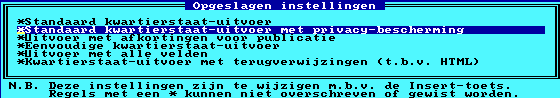 Opgeslagen instellingen
*Standaard kwartierstaat-uitvoer
*Standaard kwartierstaat-uitvoer met privacy-bescherming
*Uitvoer met afkortingen voor publicatie
*Eenvoudige kwartierstaat-uitvoer
*Uitvoer met alle velden
*Kwartierstaat-uitvoer met terugverwijzingen (t.b.v. HTML)
N.B. Deze instellingen zijn te wijzigen m.b.v. de Insert-toets.
Regels met een * kunnen niet overschreven of gewist worden.